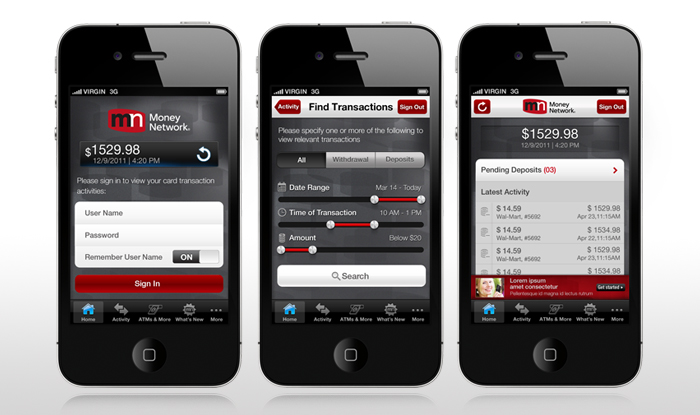 VIRGIN 3G
mn Money
Network®
$1529.98
12/9/2011 | 4:20 PM
Please sign in to view your card transaction
activities:
User Name
Password
Remember User Name ON
Sign In
Home Activity ATMs & More What's New More
VIRGIN 3G
Activity Find Transactions Sign Out
Please specify one or more of the following to
view relevant transactions
All Withdrawal Deposits
Date Range Mar 14 - Today
Time of Transaction 10 AM - 1 PM
Amount Below $20
Search
Home Activity ATMs & More What's New More
VIRGIN 3G
mn Money
Network® Sign Out
$1529.98
12/9/2011 | 4:20 PM
Pending Deposits (03)
Latest Activity
$ 14.59 $ 1529.98
Wal-Mart, #5692 Apr 23,11:15AM
$ 14.59 $ 1529.98
Wal-Mart, #5692 Apr 23,11:15AM
$ 14.59 $ 1534.98
Wal-Mart, #5692 Apr 23,11:15AM
$ 14.59 $ 1534.98
Lorem ipsum
amet consectetur Get started
Pellentesque id magna id lectus rutrum
Home Activity ATMs & More What's New More